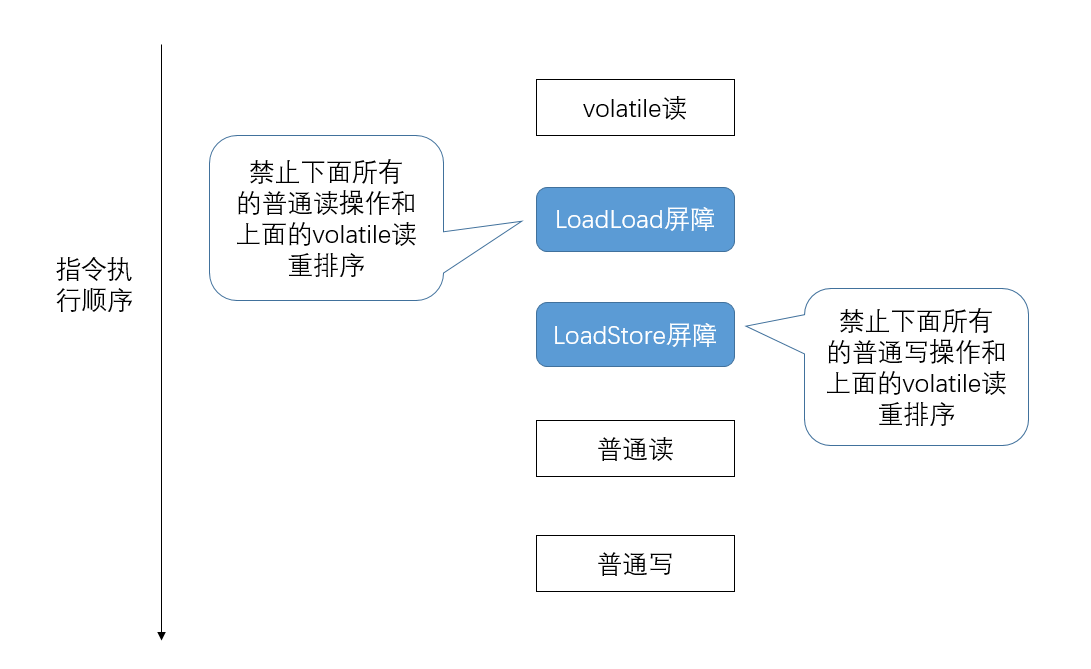 volatile读
禁止下面所有
的普通读操作和
上面的volatile读
重排序
LoadLoad屏障
指令执
行顺序
LoadStore屏障
禁止下面所有
的普通写操作和
上面的volatile读
重排序
普通读
普通写